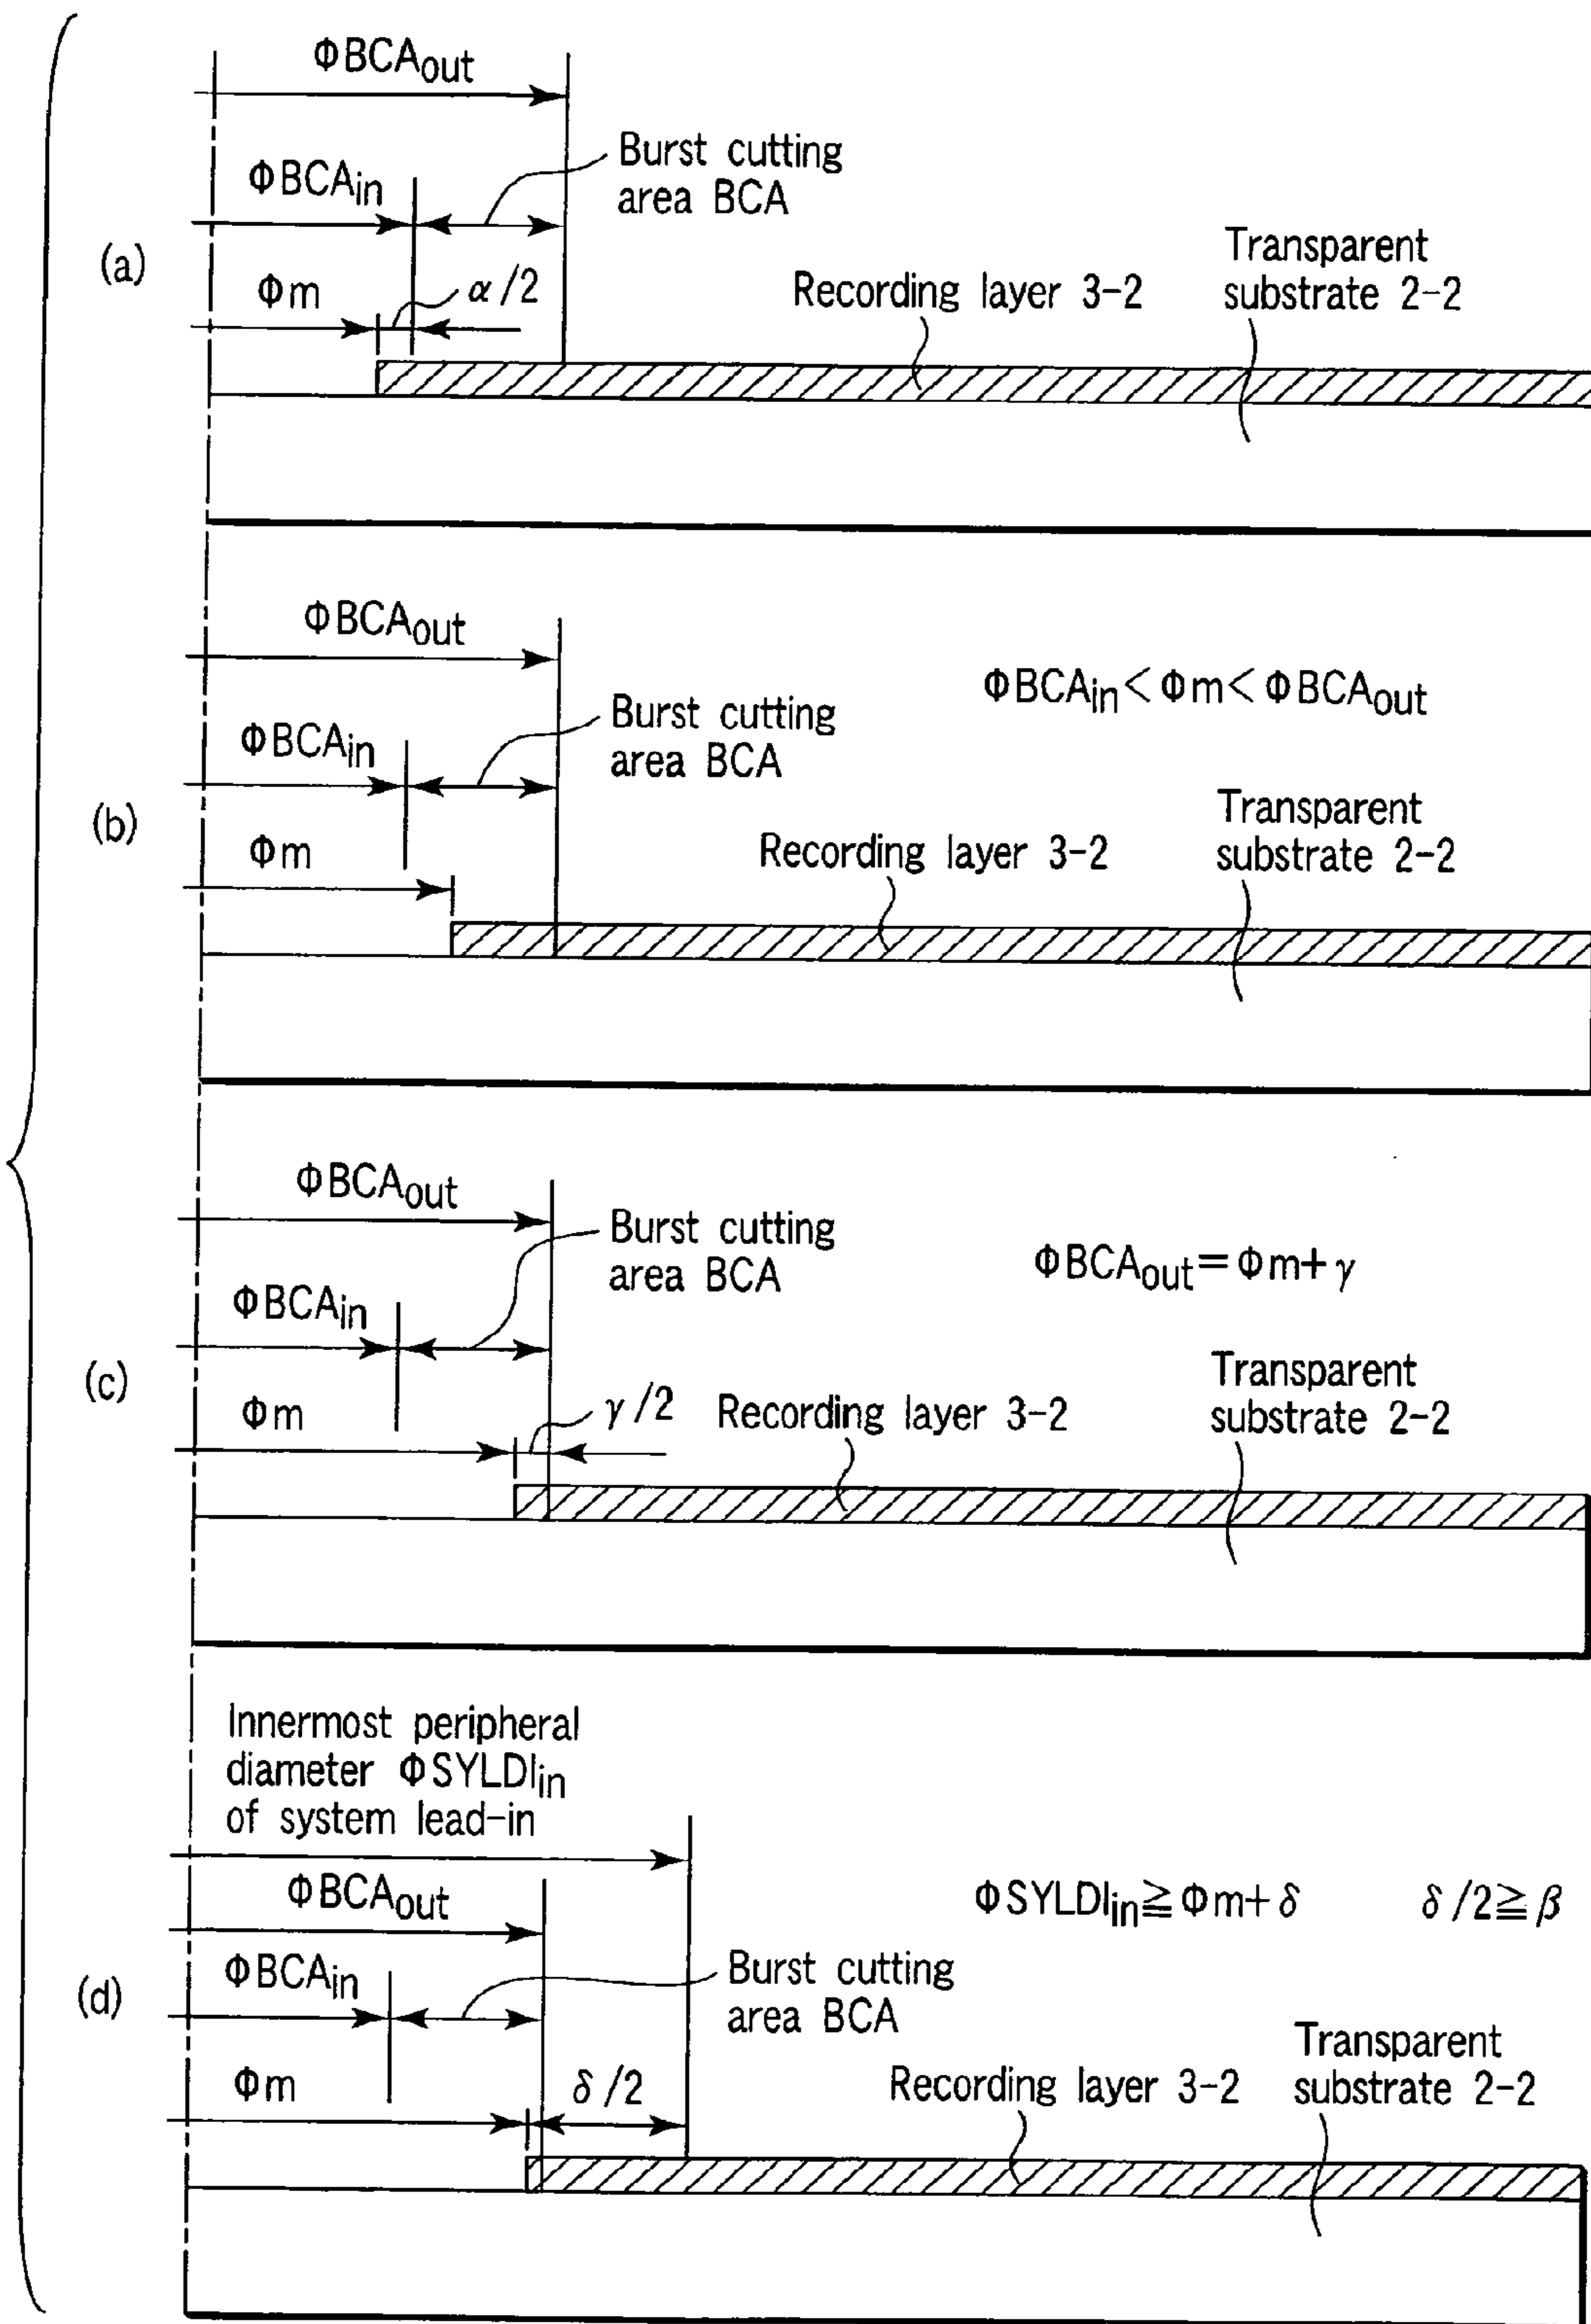 (a)
ΦBCAout
ΦBCAin
Burst cutting
area BCA
Φm
α/2
Recording layer 3-2
Transparent
substrate 2-2
(b)
ΦBCAout
ΦBCAin<Φm<ΦBCAout
ΦBCAin
Burst cutting
area BCA
Φm
Recording layer 3-2
Transparent
substrate 2-2
(c)
ΦBCAout
Burst cutting
area BCA
ΦBCAout=Φm+γ
ΦBCAin
Φm
γ/2
Recording layer 3-2
Transparent
substrate 2-2
(d)
Innermost peripheral
diameter ΦSYLDIin
of system lead-in
ΦBCAout
ΦSYLDIin≧Φm+δ
δ/2≧β
ΦBCAin
Burst cutting
area BCA
Φm
δ/2
Recording layer 3-2
Transparent
substrate 2-2